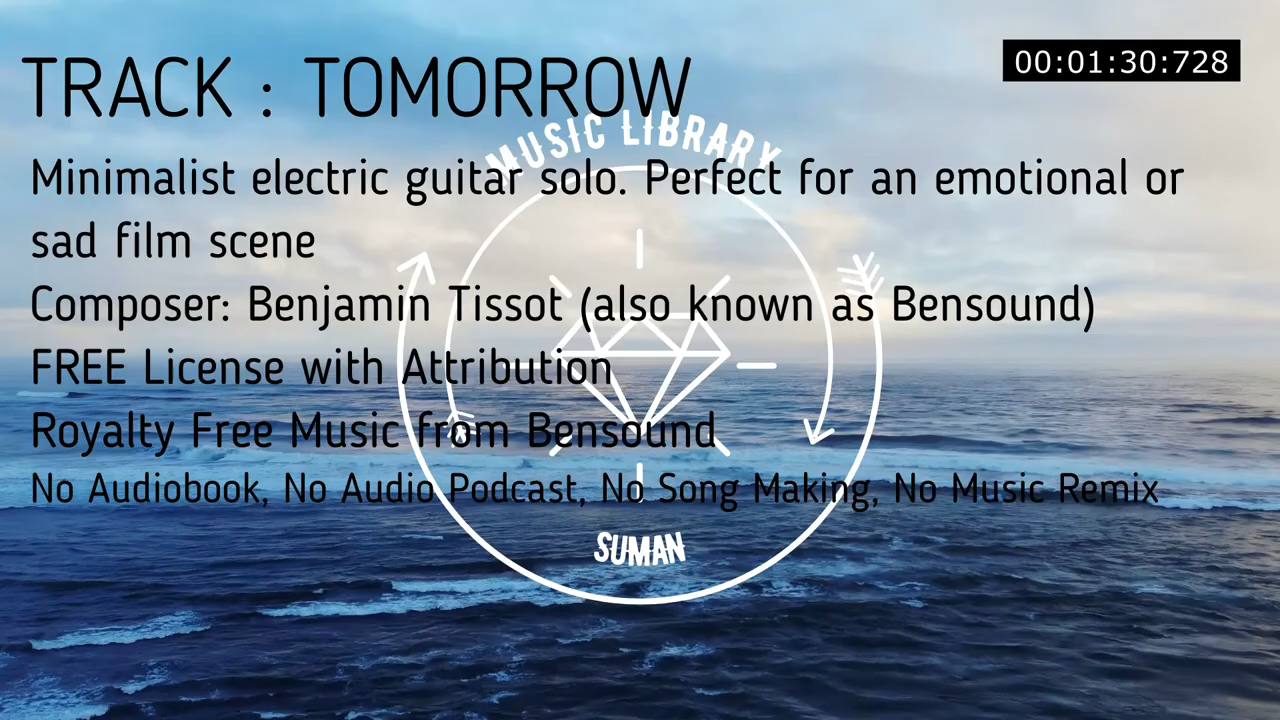 TRACK : TOMORROW
00:01:30:728
MUSIC LIBRARY
Minimalist electric guitar solo. Perfect for an emotional or
sad film scene
Composer: Benjamin Tissot (also known as Bensound)
FREE License with Attribution
Royalty Free Music from Bensound
No Audiobook, No Audio Podcast, No Song Making, No Music Remix
SUMAN